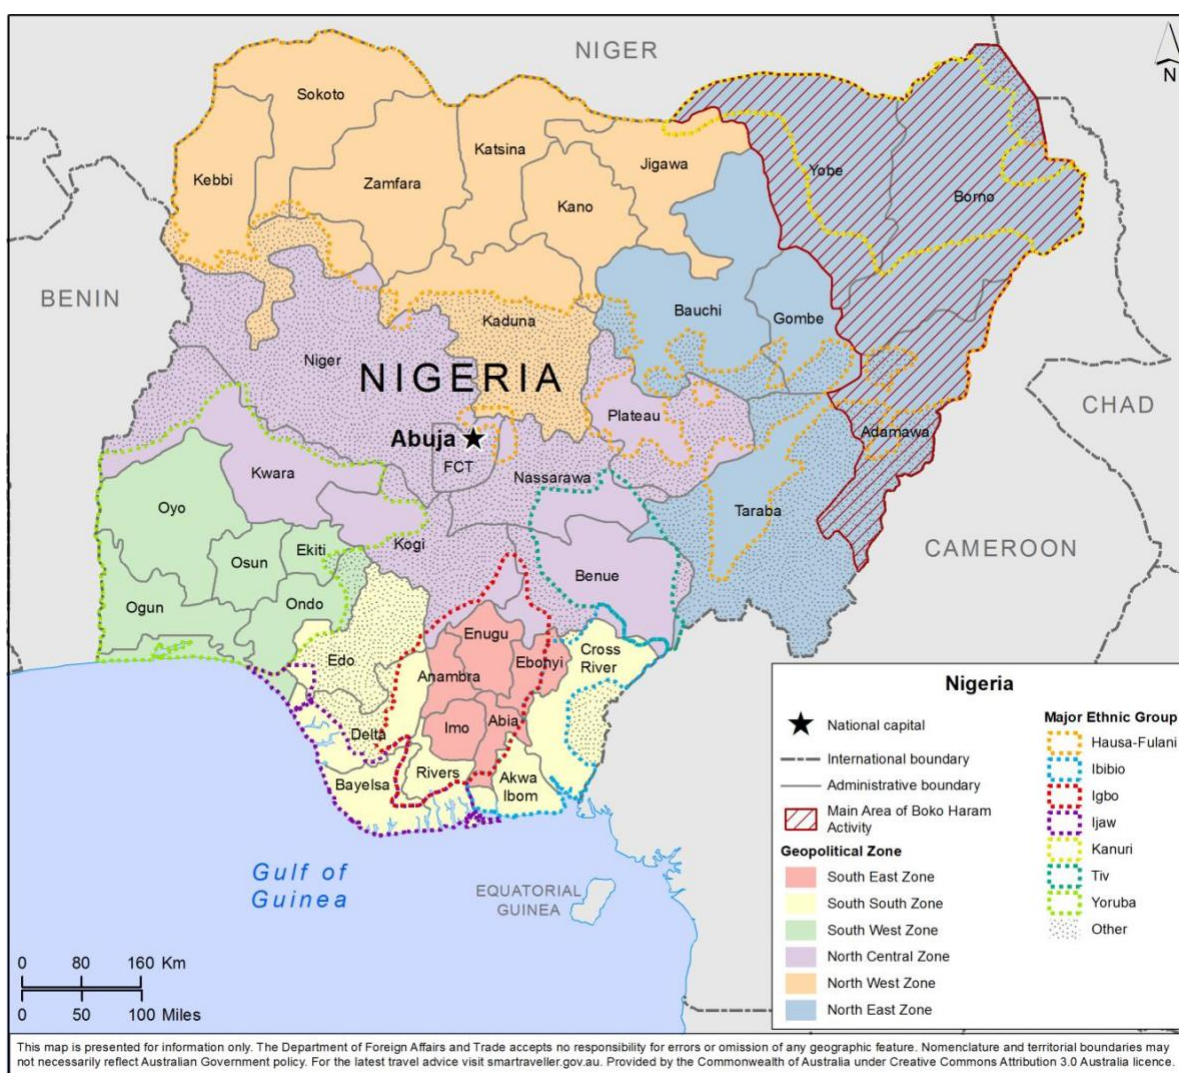 NIGER
N
Sokoto
Katsina
Jigawa
Kebbi
Zamfara
Kano
Yobe
Borno
BENIN
Bauchi
Gombe
Kaduna
Niger
NIGERIA
CHAD
Plateau
Abuja
Adamawa
FCT
Kwara
Nassarawa
Oyo
Taraba
Kogi
CAMEROON
Ekiti
Osun
Benue
Ogun
Ondo
Enugu
Edo
Ebonyi
Cross
River
Anambra
Imo
Abia
Delta
Rivers
Akwa
Ibom
Bayelsa
Gulf of
Guinea
EQUATORIAL
GUINEA
0 80 160 Km
0 50 100 Miles
Nigeria
National capital
International boundary
Administrative boundary
Main Area of Boko Haram
Activity
Geopolitical Zone
South East Zone
South South Zone
South West Zone
North Central Zone
North West Zone
North East Zone
Major Ethnic Group
Hausa-Fulani
Ibibio
Igbo
Ijaw
Kanuri
Tiv
Yoruba
Other
This map is presented for information only. The Department of Foreign Affairs and Trade accepts no responsibility for errors or omission of any geographic feature. Nomenclature and territorial boundaries may
not necessarily reflect Australian Government policy. For the latest travel advice visit smartraveller.gov.au. Provided by the Commonwealth of Australia under Creative Commons Attribution 3.0 Australia licence.